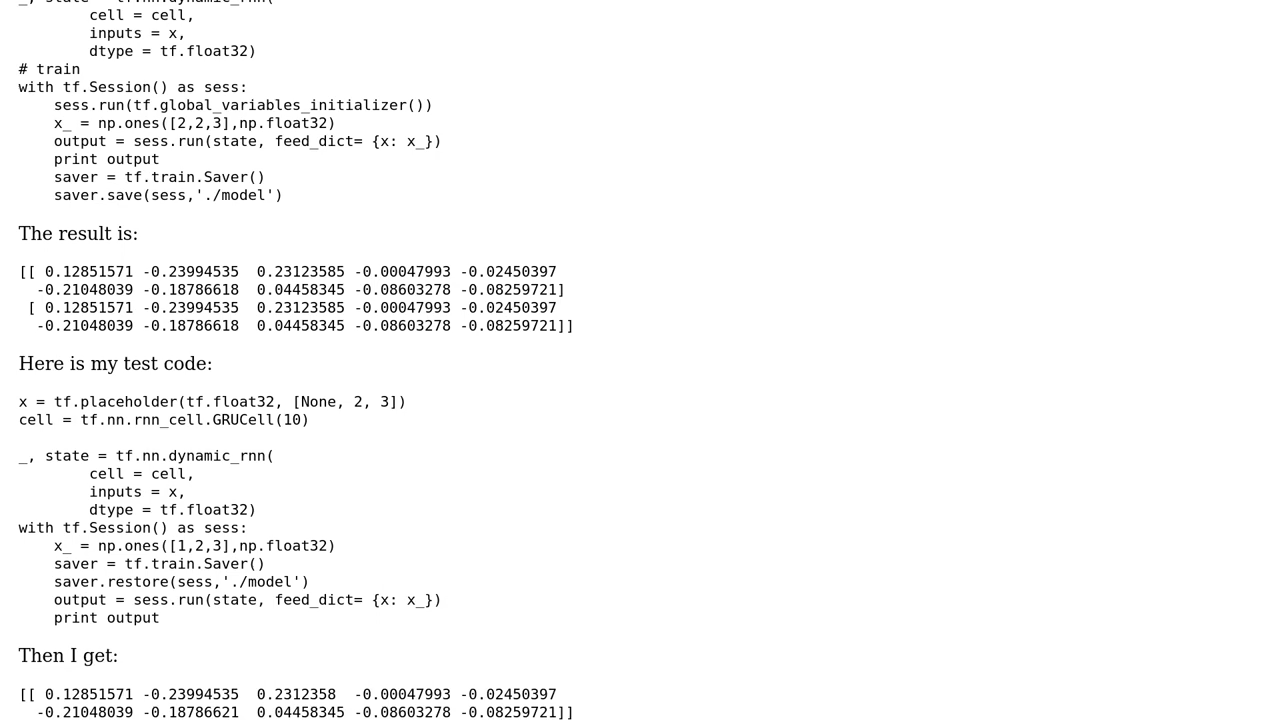 _, state = tf.nn.dynamic_rnn(
        cell = cell,
        inputs = x,
        dtype = tf.float32)
# train
with tf.Session() as sess:
    sess.run(tf.global_variables_initializer())
    x_ = np.ones([2,2,3],np.float32)
    output = sess.run(state, feed_dict= {x: x_})
    print output
    saver = tf.train.Saver()
    saver.save(sess,'./model')
The result is:
[[ 0.12851571 -0.23994535  0.23123585 -0.00047993 -0.02450397
  -0.21048039 -0.18786618  0.04458345 -0.08603278 -0.08259721]
 [ 0.12851571 -0.23994535  0.23123585 -0.00047993 -0.02450397
  -0.21048039 -0.18786618  0.04458345 -0.08603278 -0.08259721]]
Here is my test code:
x = tf.placeholder(tf.float32, [None, 2, 3])
cell = tf.nn.rnn_cell.GRUCell(10)
_, state = tf.nn.dynamic_rnn(
        cell = cell,
        inputs = x,
        dtype = tf.float32)
with tf.Session() as sess:
    x_ = np.ones([1,2,3],np.float32)
    saver = tf.train.Saver()
    saver.restore(sess,'./model')
    output = sess.run(state, feed_dict= {x: x_})
    print output
Then I get:
[[ 0.12851571 -0.23994535  0.2312358  -0.00047993 -0.02450397
  -0.21048039 -0.18786621  0.04458345 -0.08603278 -0.08259721]]